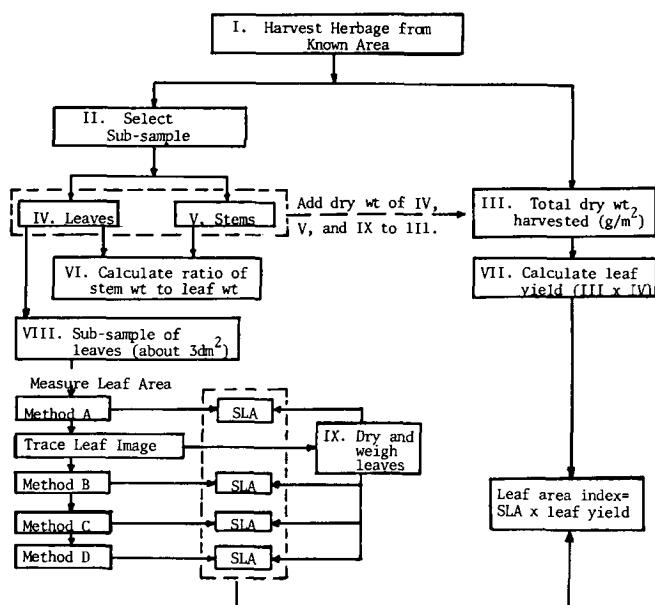 I. Harvest Herbage from
Known Area
II. Select
Sub-sample
IV. Leaves
V. Stems
Add dry wt of IV,
V, and IX to III.
III. Total dry wt
harvested (g/m²)
VI. Calculate ratio of
stem wt to leaf wt
VII. Calculate leaf
yield (III x IV)
VIII. Sub-sample of
leaves (about 3dm²)
Measure Leaf Area
Method A
SLA
Trace Leaf Image
IX. Dry and
weigh
leaves
Method B
SLA
Leaf area index=
SLA x leaf yield
Method C
SLA
Method D
SLA